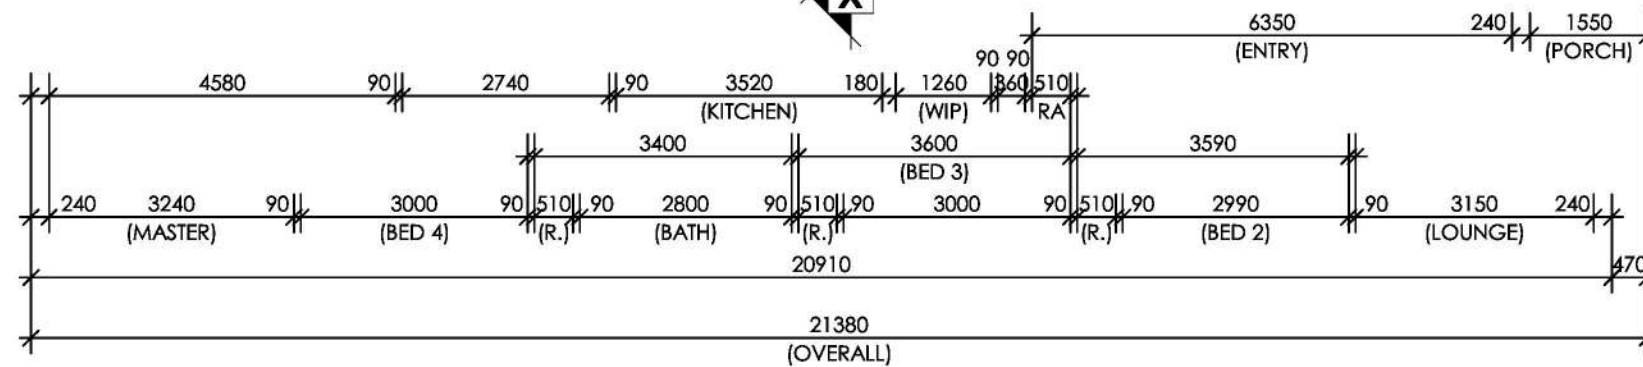 X
6350 240 1550
(ENTRY) (PORCH)
90 90
4580 90 2740 90 3520 180 1260 360 510
(KITCHEN) (WIP) RA
3400 3600 3590
(BED 3)
240 3240 90 3000 90 510 90 2800 90 510 90 3000 90 510 90 2990 90 3150 240
(MASTER) (BED 4) (R.) (BATH) (R.) (R.) (BED 2) (LOUNGE)
20910 470
21380
(OVERALL)